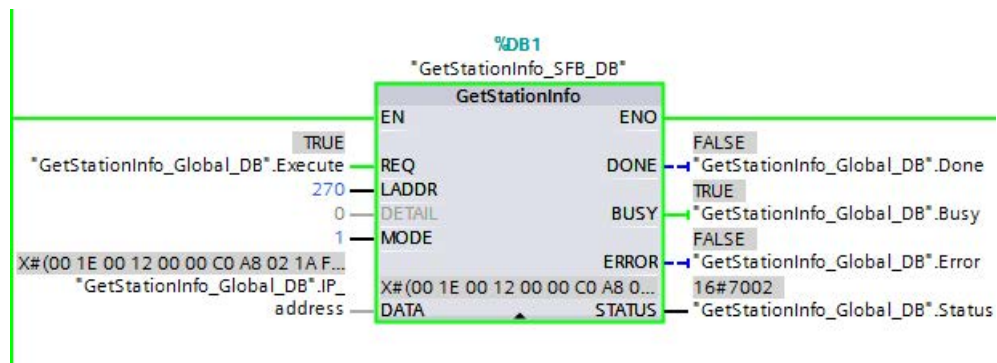 %DB1
"GetStationInfo_SFB_DB"
GetStationInfo
EN ENO
TRUE FALSE
"GetStationInfo_Global_DB".Execute REQ DONE "GetStationInfo_Global_DB".Done
270 LADDR TRUE
0 DETAIL BUSY "GetStationInfo_Global_DB".Busy
1 MODE FALSE
X#(00 1E 00 12 00 00 C0 A8 02 1A F... ERROR "GetStationInfo_Global_DB".Error
"GetStationInfo_Global_DB".IP_ X#(00 1E 00 12 00 00 C0 A8 0... 16#7002
address DATA STATUS "GetStationInfo_Global_DB".Status